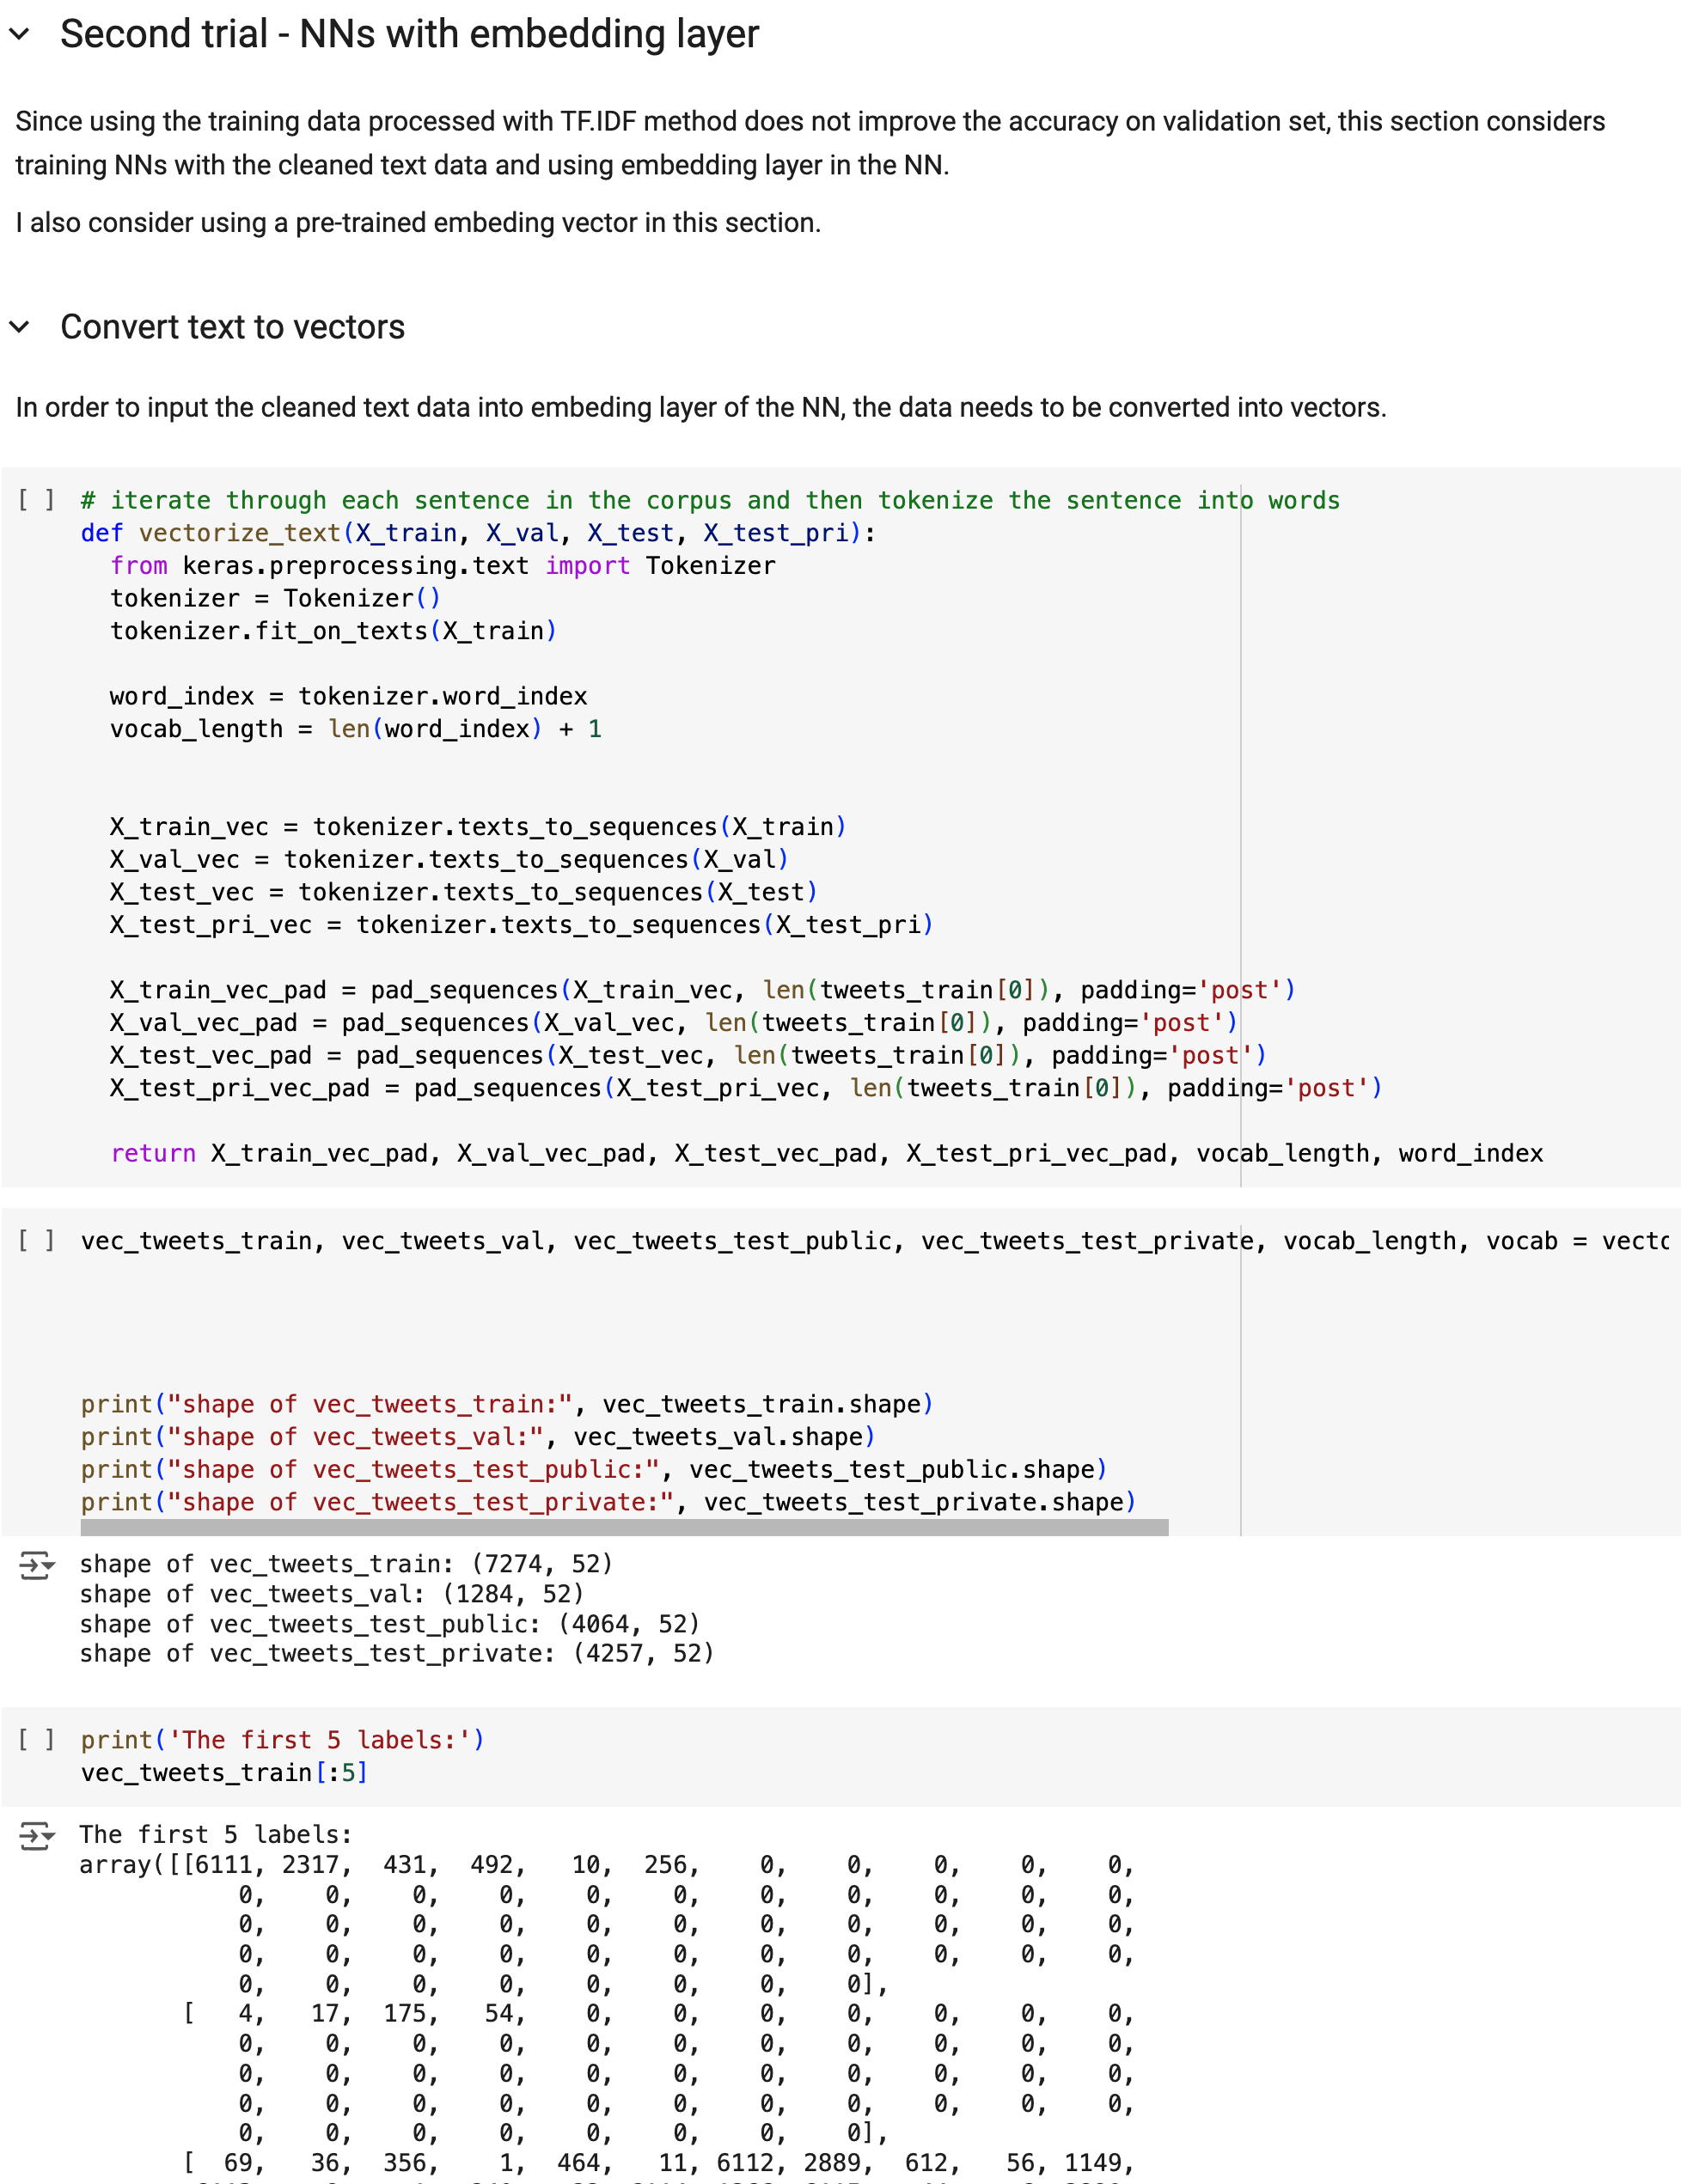 Second trial - NNs with embedding layer
Since using the training data processed with TF.IDF method does not improve the accuracy on validation set, this section considers
training NNs with the cleaned text data and using embedding layer in the NN.
I also consider using a pre-trained embeding vector in this section.
Convert text to vectors
In order to input the cleaned text data into embeding layer of the NN, the data needs to be converted into vectors.
[ ] # iterate through each sentence in the corpus and then tokenize the sentence into words
def vectorize_text(X_train, X_val, X_test, X_test_pri):
  from keras.preprocessing.text import Tokenizer
  tokenizer = Tokenizer()
  tokenizer.fit_on_texts(X_train)
  word_index = tokenizer.word_index
  vocab_length = len(word_index) + 1
  X_train_vec = tokenizer.texts_to_sequences(X_train)
  X_val_vec = tokenizer.texts_to_sequences(X_val)
  X_test_vec = tokenizer.texts_to_sequences(X_test)
  X_test_pri_vec = tokenizer.texts_to_sequences(X_test_pri)
  X_train_vec_pad = pad_sequences(X_train_vec, len(tweets_train[0]), padding='post')
  X_val_vec_pad = pad_sequences(X_val_vec, len(tweets_train[0]), padding='post')
  X_test_vec_pad = pad_sequences(X_test_vec, len(tweets_train[0]), padding='post')
  X_test_pri_vec_pad = pad_sequences(X_test_pri_vec, len(tweets_train[0]), padding='post')
  return X_train_vec_pad, X_val_vec_pad, X_test_vec_pad, X_test_pri_vec_pad, vocab_length, word_index
[ ] vec_tweets_train, vec_tweets_val, vec_tweets_test_public, vec_tweets_test_private, vocab_length, vocab =
print("shape of vec_tweets_train:", vec_tweets_train.shape)
print("shape of vec_tweets_val:", vec_tweets_val.shape)
print("shape of vec_tweets_test_public:", vec_tweets_test_public.shape)
print("shape of vec_tweets_test_private:", vec_tweets_test_private.shape)
shape of vec_tweets_train: (7274, 52)
shape of vec_tweets_val: (1284, 52)
shape of vec_tweets_test_public: (4064, 52)
shape of vec_tweets_test_private: (4257, 52)
[ ] print('The first 5 labels:')
vec_tweets_train[:5]
The first 5 labels:
array([[6111, 2317, 431, 492, 10, 256, 0, 0, 0, 0, 0,
0, 0, 0, 0, 0, 0, 0, 0, 0, 0, 0,
0, 0, 0, 0, 0, 0, 0, 0, 0, 0, 0,
0, 0, 0, 0, 0, 0, 0, 0, 0, 0, 0,
0, 0, 0, 0, 0, 0, 0, 0],
[ 4, 17, 175, 54, 0, 0, 0, 0, 0, 0, 0,
0, 0, 0, 0, 0, 0, 0, 0, 0, 0, 0,
0, 0, 0, 0, 0, 0, 0, 0, 0, 0, 0,
0, 0, 0, 0, 0, 0, 0, 0, 0, 0, 0,
0, 0, 0, 0, 0, 0, 0, 0],
[ 69, 36, 356, 1, 464, 11, 6112, 2889, 612, 56, 1149,